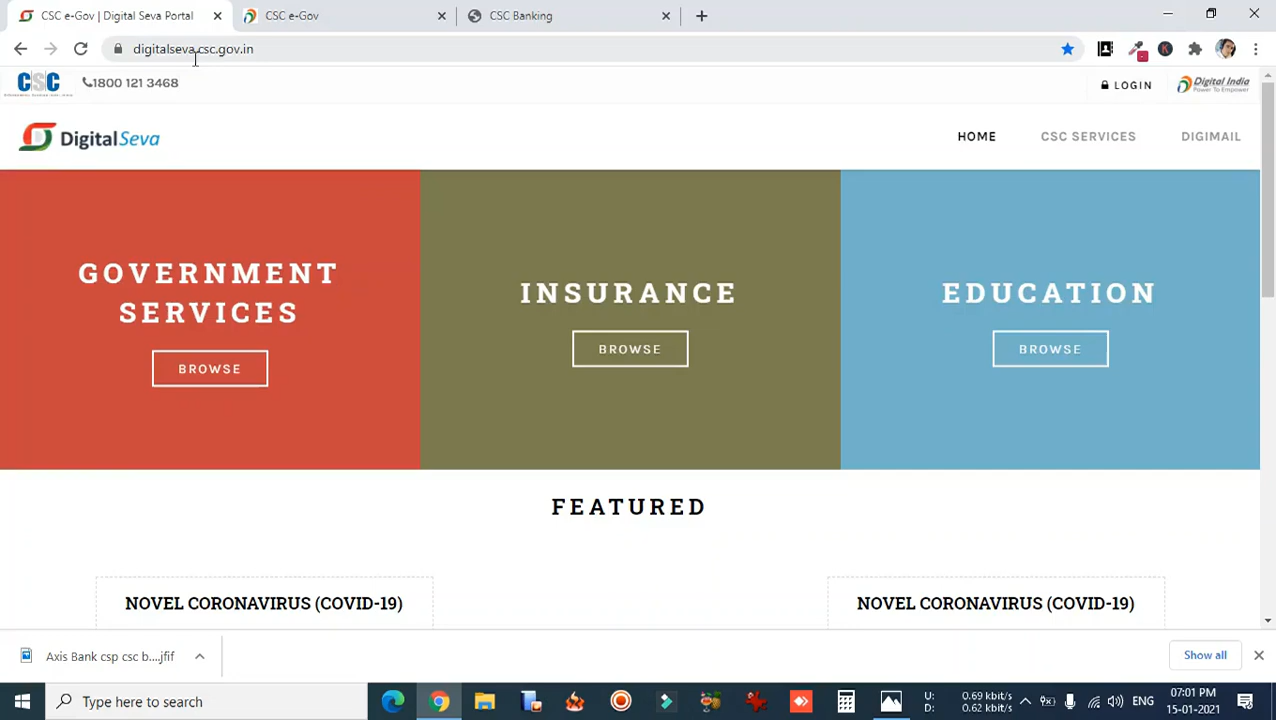 CSC e-Gov | Digital Seva Portal
CSC e-Gov
CSC Banking
digitalseva.csc.gov.in
CSC
1800 121 3468
LOGIN
Digital India
Power To Empower
DigitalSeva
HOME
CSC SERVICES
DIGIMAIL
GOVERNMENT
SERVICES
BROWSE
INSURANCE
BROWSE
EDUCATION
BROWSE
FEATURED
NOVEL CORONAVIRUS (COVID-19)
NOVEL CORONAVIRUS (COVID-19)
Axis Bank csp csc b....jfif
Show all
Type here to search
U: 0.69 kbit/s
D: 0.62 kbit/s
ENG
07:01 PM
15-01-2021